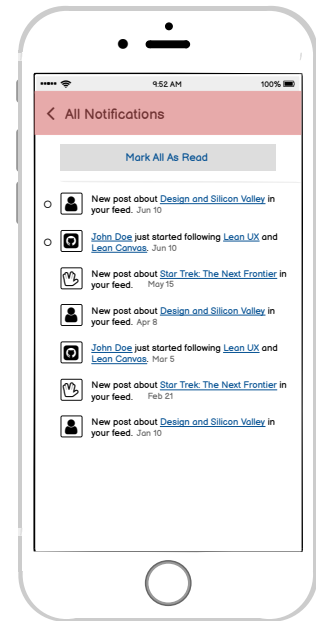 9:52 AM
100%
All Notifications
Mark All As Read
New post about Design and Silicon Valley in
your feed. Jun 10
John Doe just started following Lean UX and
Lean Canvas. Jun 10
New post about Star Trek: The Next Frontier in
your feed. May 15
New post about Design and Silicon Valley in
your feed. Apr 8
John Doe just started following Lean UX and
Lean Canvas. Mar 5
New post about Star Trek: The Next Frontier in
your feed. Feb 21
New post about Design and Silicon Valley in
your feed. Jan 10